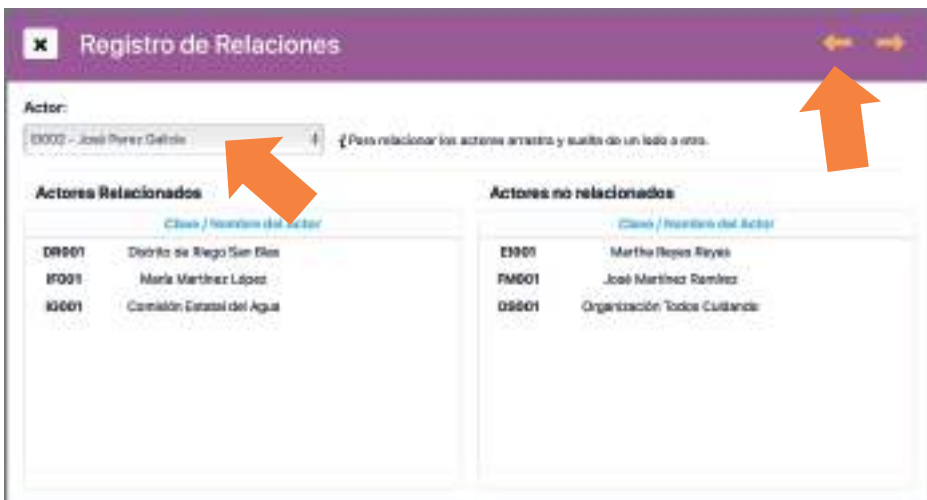 Registro de Relaciones
Actor:
José Perez Galicia
Para relacionar los actores arrastra y suelta de un lado a otro.
Actores Relacionados
Clave / Nombre del Actor
DR001 Distrito de Riego San Blas
IF001 María Martínez López
IG001 Comisión Estatal del Agua
Actores no relacionados
Clave / Nombre del Actor
EI001 Martha Reyes Reyes
PM001 José Martínez Ramírez
OS001 Organización Todos Cuidando